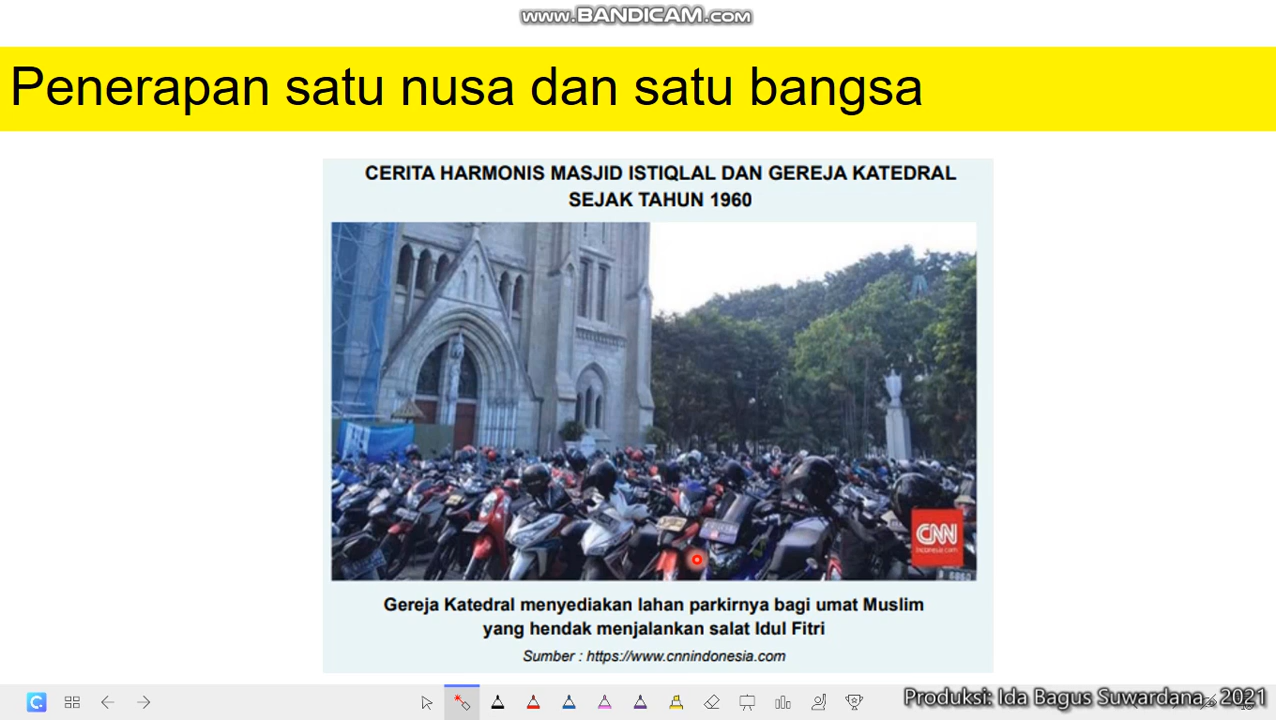 WWW.BANDICAM.COM
Penerapan satu nusa dan satu bangsa
CERITA HARMONIS MASJID ISTIQLAL DAN GEREJA KATEDRAL
SEJAK TAHUN 1960
CNN
Indonesia.com
Gereja Katedral menyediakan lahan parkirnya bagi umat Muslim
yang hendak menjalankan salat Idul Fitri
Sumber : https://www.cnnindonesia.com
Produksi: Ida Bagus Suwardana, 2021